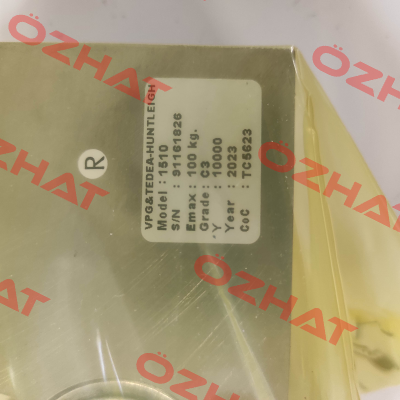 VPG&TEDEA-HUNTLEIGH
Model : 1510
S/N : 91161826
Emax : 100 kg.
Grade : C3
'Y : 10000
Year : 2023
CoC : TC5623
R
ÖZHAT
ÖZHAT
ÖZHAT
ÖZHAT
ÖZHAT
ÖZHAT
ÖZHAT